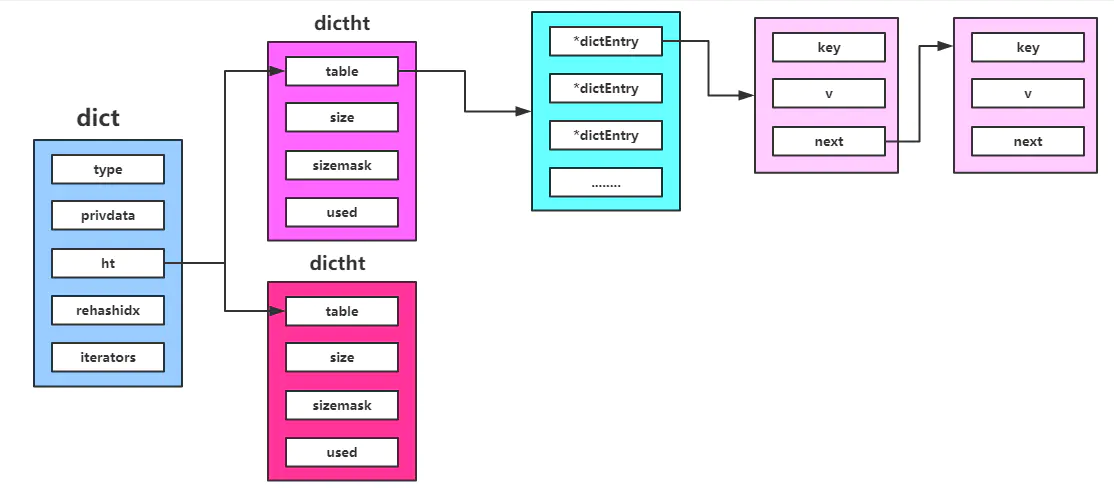 dict
type
privdata
ht
rehashidx
iterators
dictht
table
size
sizemask
used
dictht
table
size
sizemask
used
*dictEntry
*dictEntry
*dictEntry
........
key
v
next
key
v
next